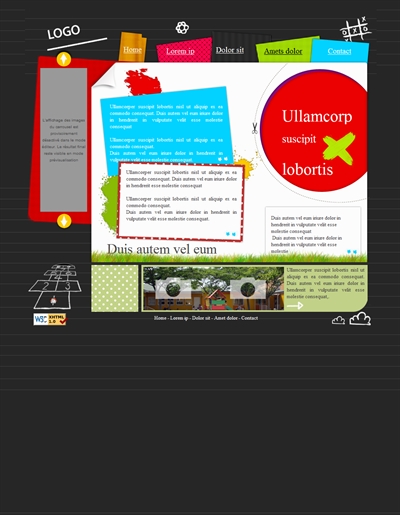 LOGO
Home
Lorem ip
Dolor sit
Amets dolor
Contact
L'affichage des images
du carrousel est
provisoirement
désactivé dans le mode
éditeur. Le résultat final
reste visible en mode
prévisualisation
Ullamcorper suscipit lobortis nisl ut aliquip ex ea
commodo consequat.
Duis autem vel eum iriure dolor
in hendrerit in vulputate velit esse molestie
consequat
Ullamcorper suscipit lobortis nisl ut aliquip ex ea
commodo consequat.
Duis autem vel eum iriure dolor
in hendrerit in vulputate velit esse
Ullamcorper suscipit lobortis nisl ut aliquip ex ea
commodo consequat.
Duis autem vel eum iriure dolor in hendrerit in
vulputate velit esse molestie consequat
Ullamcorper suscipit lobortis nisl ut aliquip ex ea
commodo consequat.
Duis autem vel eum iriure dolor in hendrerit in
vulputate velit esse molestie consequat
Duis autem vel eum
Ullamcorp
suscipit
lobortis
Duis autem vel eum iriure dolor in
hendrerit in vulputate velit esse
molestie consequat
Duis autem vel eum iriure dolor in
hendrerit in vulputate velit esse
molestie consequat
Ullamcorper suscipit lobortis
nisl ut aliquip ex ea
commodo consequat.
Duis autem vel eum iriure
dolor in hendrerit in
vulputate velit esse
molestie consequat,.
W3C XHTML 1.0
Home - Lorem ip - Dolor sit - Amet dolor - Contact